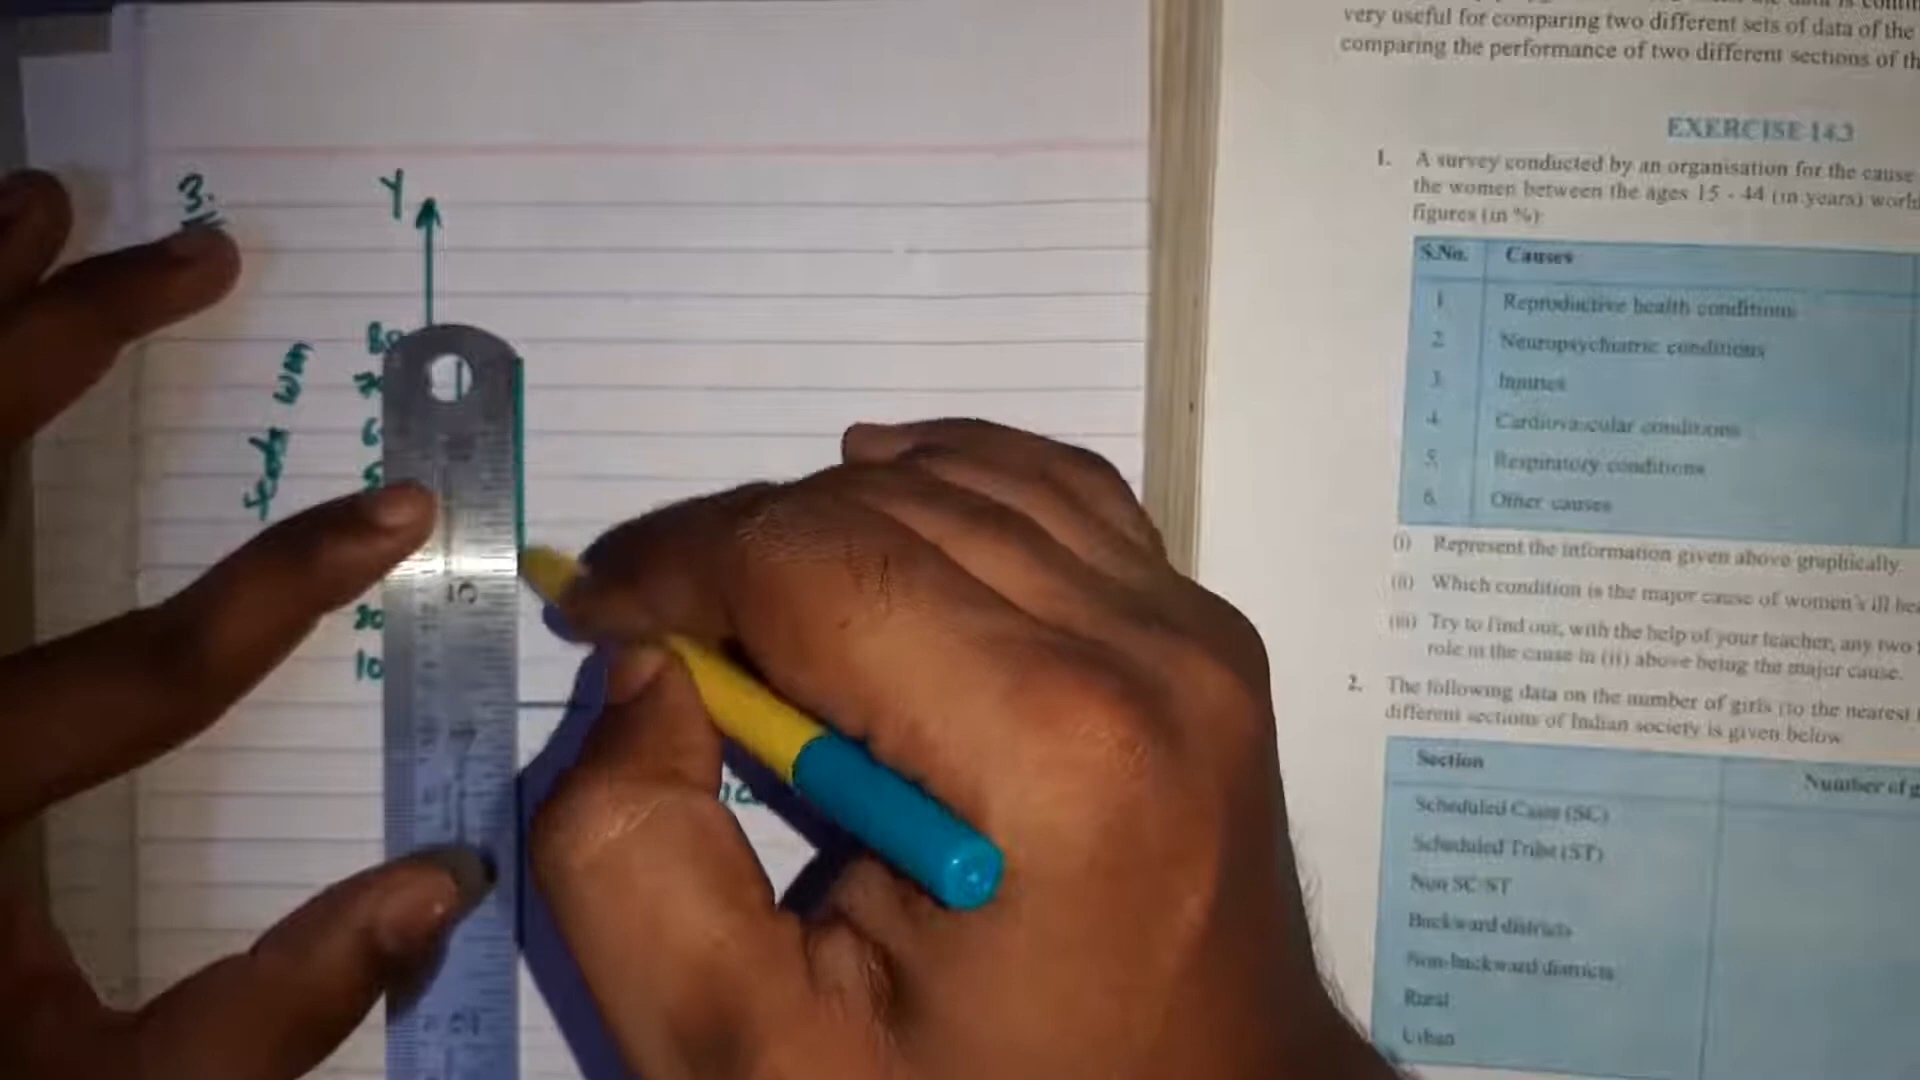 3.
Y
80
seats won
30
10
very useful for comparing two different sets of data of the
comparing the performance of two different sections of
EXERCISE 14.3
1. A survey conducted by an organisation for the cause
the women between the ages 15 - 44 (in years)
figures (in %):
S.No. Causes
1. Reproductive health conditions
2. Neuropsychiatric conditions
3. Injuries
4. Cardiovascular conditions
5. Respiratory conditions
6. Other causes
(i) Represent the information given above graphically.
(ii) Which condition is the major cause of women's ill
(iii) Try to find out, with the help of your teacher, any two
role in the cause in (ii) above being the major cause.
2. The following data on the number of girls (to the nearest
different sections of Indian society is given below
Section Number of
Scheduled Caste (SC)
Scheduled Tribe (ST)
Non SC/ST
Backward districts
Non-backward districts
Rural
Urban